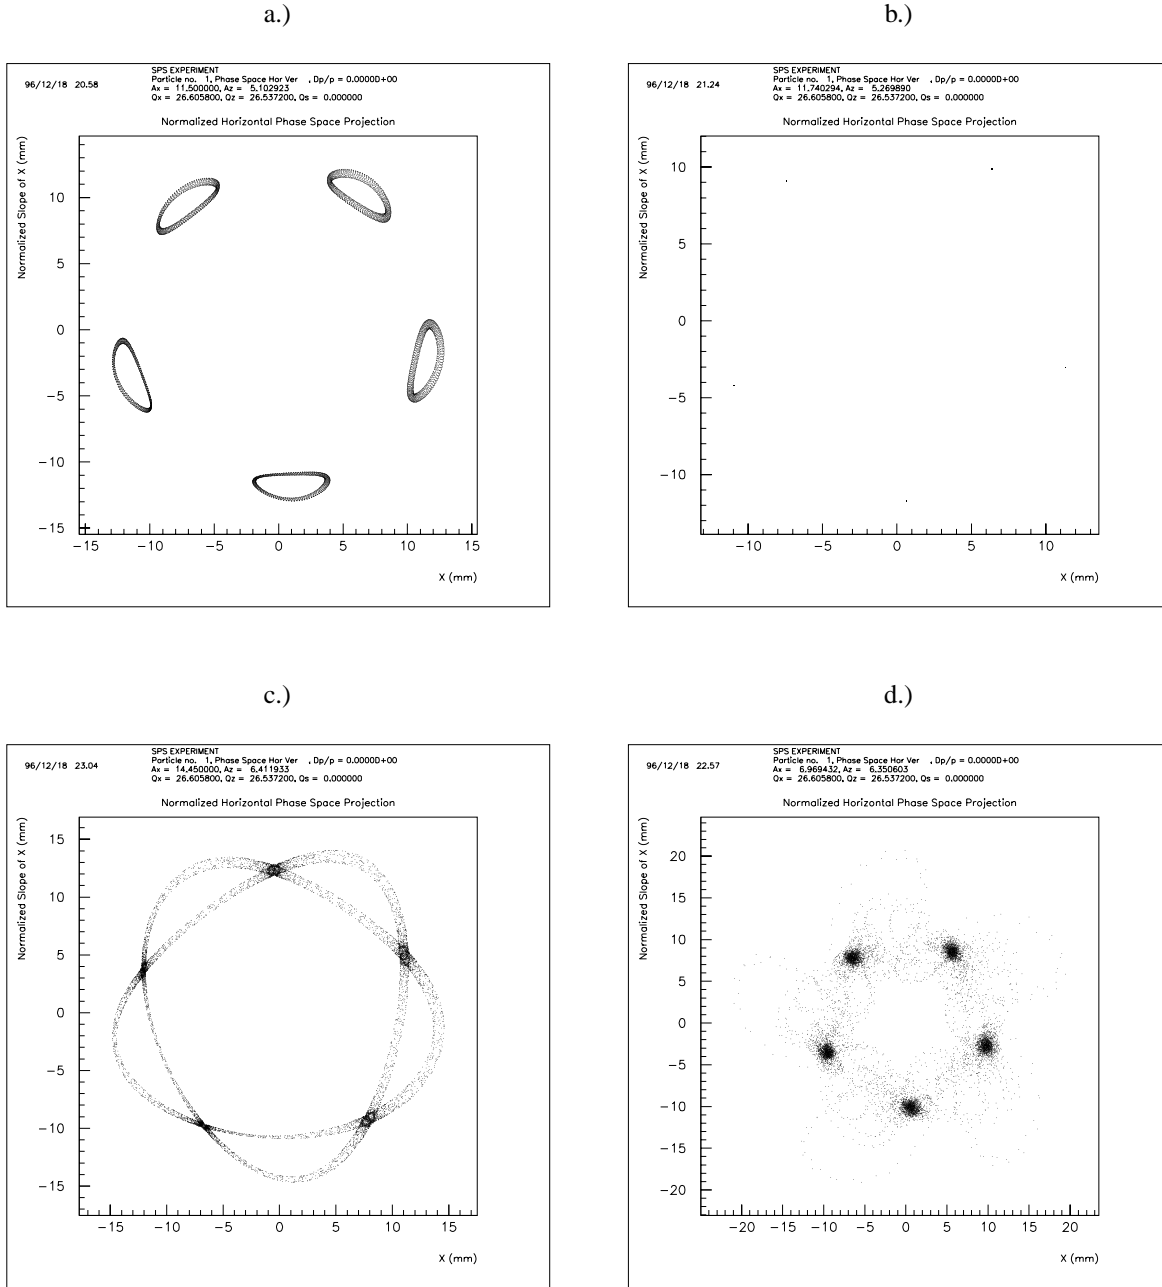 a.)
b.)
SPS EXPERIMENT
96/12/18 20.58
Particle no. 1, Phase Space Hor Ver , Dp/p = 0.0000D+00
Ax = 11.500000, Az = 5.102923
Qx = 26.605800, Qz = 26.537200, Qs = 0.000000
Normalized Horizontal Phase Space Projection
Normalized Slope of X (mm)
10
5
0
−5
−10
−15
−15 −10 −5 0 5 10 15
X (mm)
SPS EXPERIMENT
96/12/18 21.24
Particle no. 1, Phase Space Hor Ver , Dp/p = 0.0000D+00
Ax = 11.740294, Az = 5.269890
Qx = 26.605800, Qz = 26.537200, Qs = 0.000000
Normalized Horizontal Phase Space Projection
Normalized Slope of X (mm)
10
5
0
−5
−10
−10 −5 0 5 10
X (mm)
c.)
d.)
SPS EXPERIMENT
96/12/18 23.04
Particle no. 1, Phase Space Hor Ver , Dp/p = 0.0000D+00
Ax = 14.450000, Az = 6.411933
Qx = 26.605800, Qz = 26.537200, Qs = 0.000000
Normalized Horizontal Phase Space Projection
Normalized Slope of X (mm)
15
10
5
0
−5
−10
−15
−15 −10 −5 0 5 10 15
X (mm)
SPS EXPERIMENT
96/12/18 22.57
Particle no. 1, Phase Space Hor Ver , Dp/p = 0.0000D+00
Ax = 6.969432, Az = 6.350603
Qx = 26.605800, Qz = 26.537200, Qs = 0.000000
Normalized Horizontal Phase Space Projection
Normalized Slope of X (mm)
20
15
10
5
0
−5
−10
−15
−20
−20 −15 −10 −5 0 5 10 15 20
X (mm)